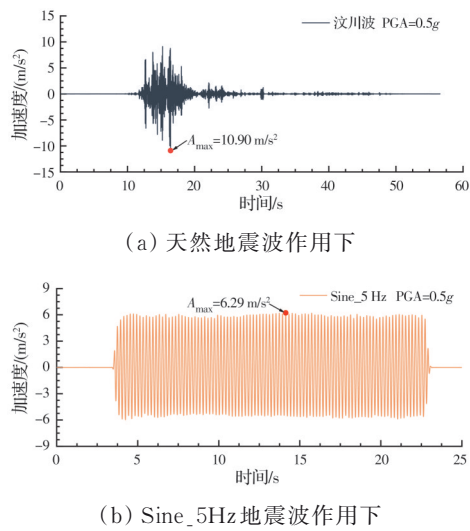 15
10
5
0
-5
-10
-15
加速度/(m/s²)
汶川波 PGA=0.5g
Amax=10.90 m/s²
0 10 20 30 40 50 60
时间/s
(a) 天然地震波作用下
9
6
3
0
-3
-6
-9
加速度/(m/s²)
Amax=6.29 m/s²
Sine_5 Hz PGA=0.5g
0 5 10 15 20 25
时间/s
(b) Sine_5Hz地震波作用下